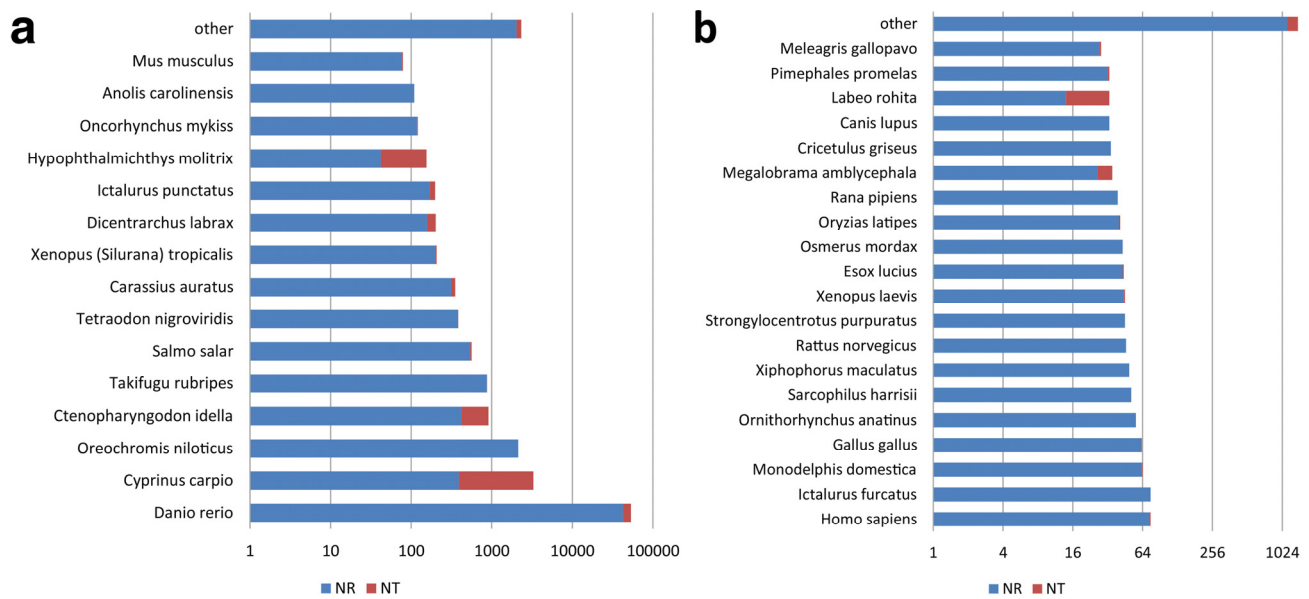 a
other
Mus musculus
Anolis carolinensis
Oncorhynchus mykiss
Hypophthalmichthys molitrix
Ictalurus punctatus
Dicentrarchus labrax
Xenopus (Silurana) tropicalis
Carassius auratus
Tetraodon nigroviridis
Salmo salar
Takifugu rubripes
Ctenopharyngodon idella
Oreochromis niloticus
Cyprinus carpio
Danio rerio
1 10 100 1000 10000 100000
NR NT
b
other
Meleagris gallopavo
Pimephales promelas
Labeo rohita
Canis lupus
Cricetulus griseus
Megalobrama amblycephala
Rana pipiens
Oryzias latipes
Osmerus mordax
Esox lucius
Xenopus laevis
Strongylocentrotus purpuratus
Rattus norvegicus
Xiphophorus maculatus
Sarcophilus harrisii
Ornithorhynchus anatinus
Gallus gallus
Monodelphis domestica
Ictalurus furcatus
Homo sapiens
1 4 16 64 256 1024
NR NT